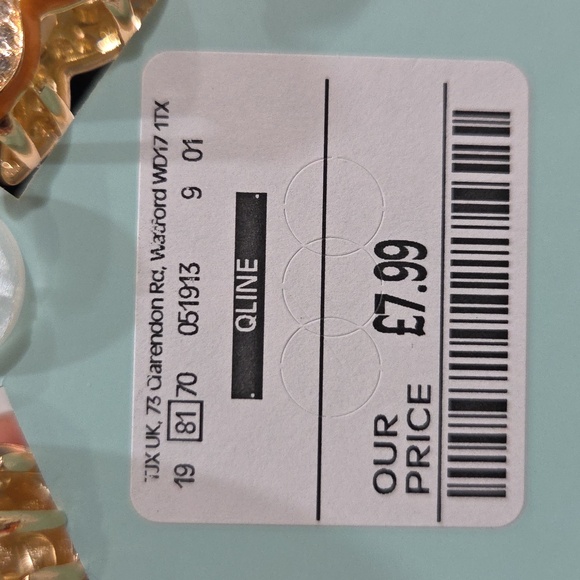 TJX UK, 73 Clarendon Rd, Watford WD17 1TX
19 81 70 051913 9 01
QLINE
OUR PRICE £7.99